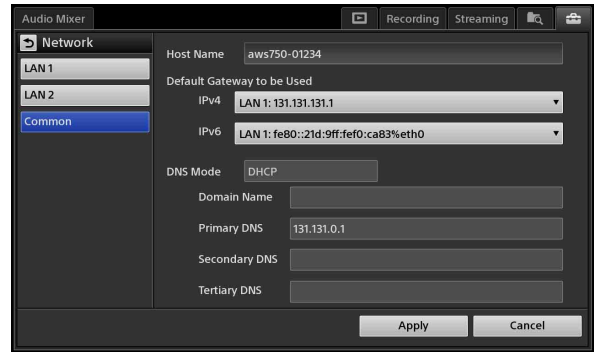 Audio Mixer
Recording
Streaming
Network
LAN 1
LAN 2
Common
Host Name aws750-01234
Default Gateway to be Used
IPv4 LAN 1: 131.131.131.1
IPv6 LAN 1: fe80::21d:9ff:fef0:ca83%eth0
DNS Mode DHCP
Domain Name
Primary DNS 131.131.0.1
Secondary DNS
Tertiary DNS
Apply
Cancel